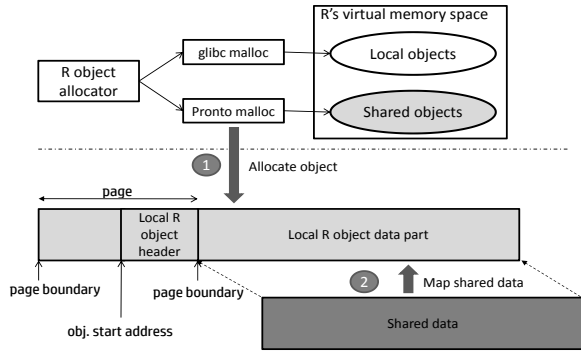 R's virtual memory space
glibc malloc
Local objects
R object
allocator
Pronto malloc
Shared objects
1
Allocate object
page
Local R
object
header
Local R object data part
page boundary
page boundary
2
Map shared data
obj. start address
Shared data